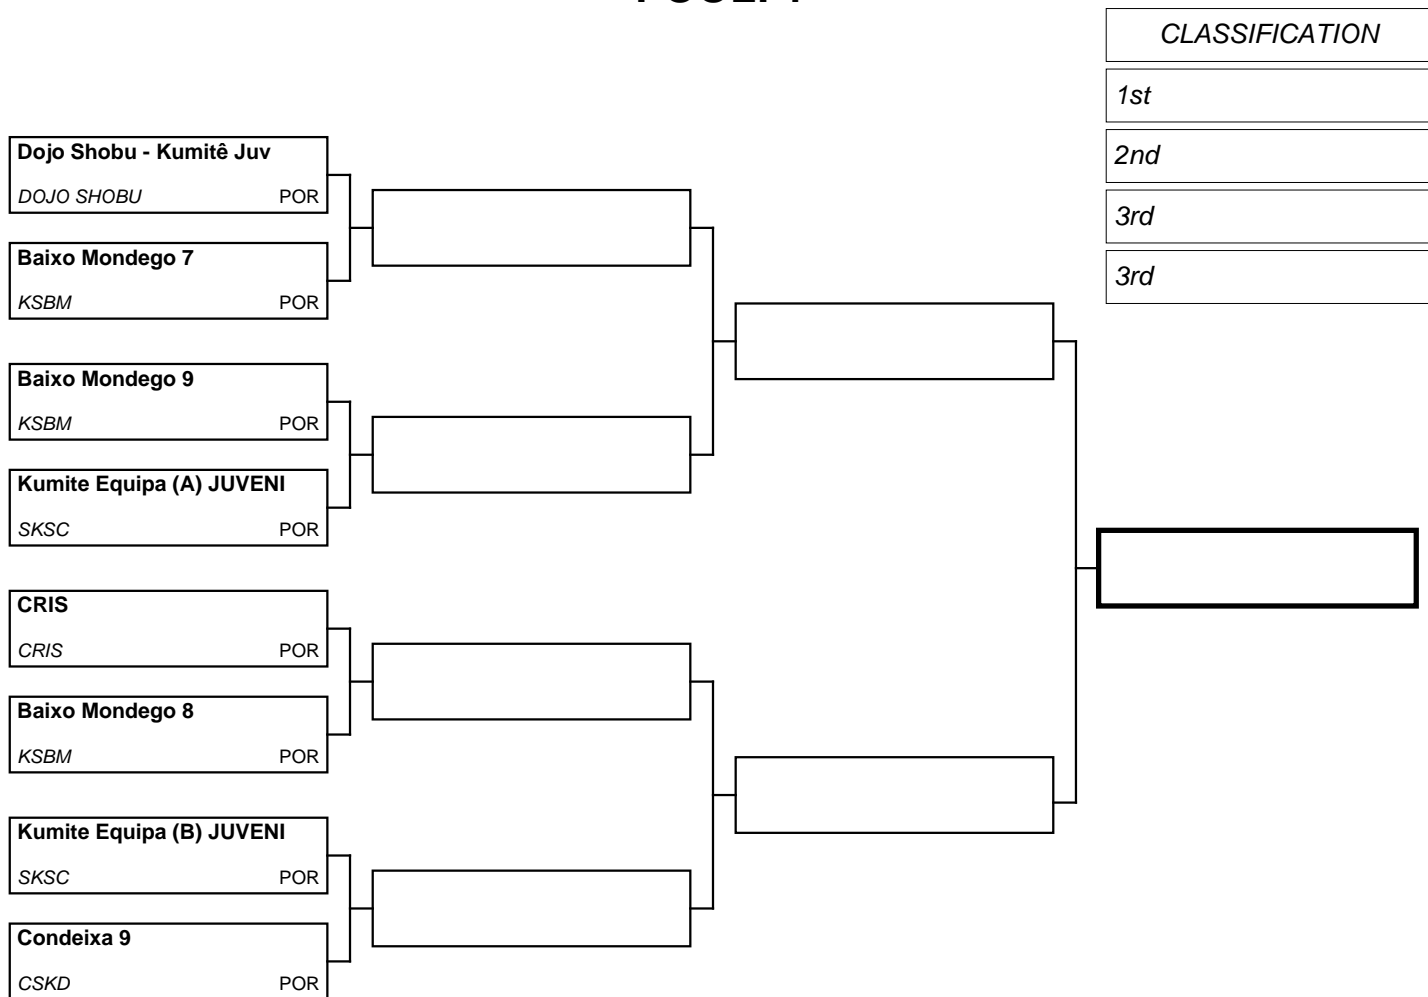 CLASSIFICATION
1st
2nd
3rd
3rd
Dojo Shobu - Kumitê Juv
DOJO SHOBU POR
Baixo Mondego 7
KSBM POR
Baixo Mondego 9
KSBM POR
Kumite Equipa (A) JUVENI
SKSC POR
CRIS
CRIS POR
Baixo Mondego 8
KSBM POR
Kumite Equipa (B) JUVENI
SKSC POR
Condeixa 9
CSKD POR